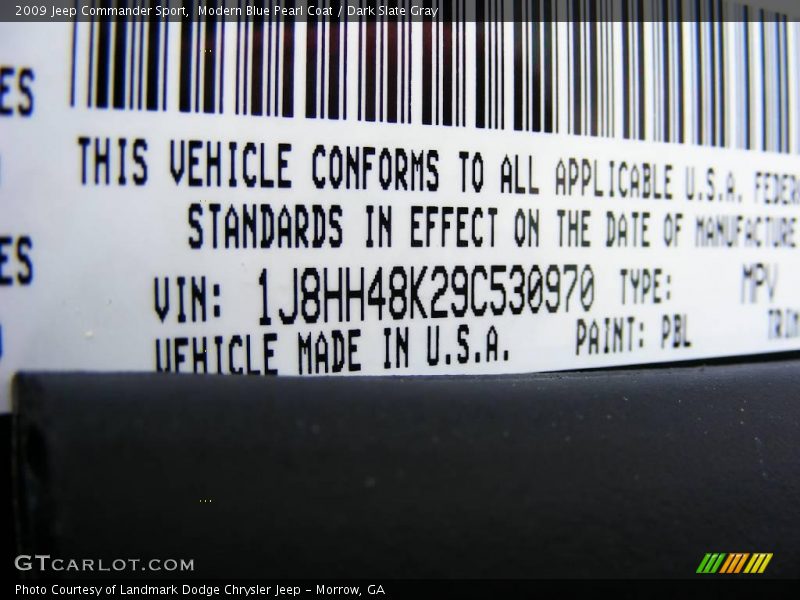 2009 Jeep Commander Sport, Modern Blue Pearl Coat / Dark Slate Gray
ES
THIS VEHICLE CONFORMS TO ALL APPLICABLE U.S.A. FEDER
STANDARDS IN EFFECT ON THE DATE OF MANUFACTURE
ES
VIN: 1J8HH48K29C530970 TYPE: MPV
VEHICLE MADE IN U.S.A. PAINT: PBL TRIM
GTCARLOT.COM
Photo Courtesy of Landmark Dodge Chrysler Jeep - Morrow, GA